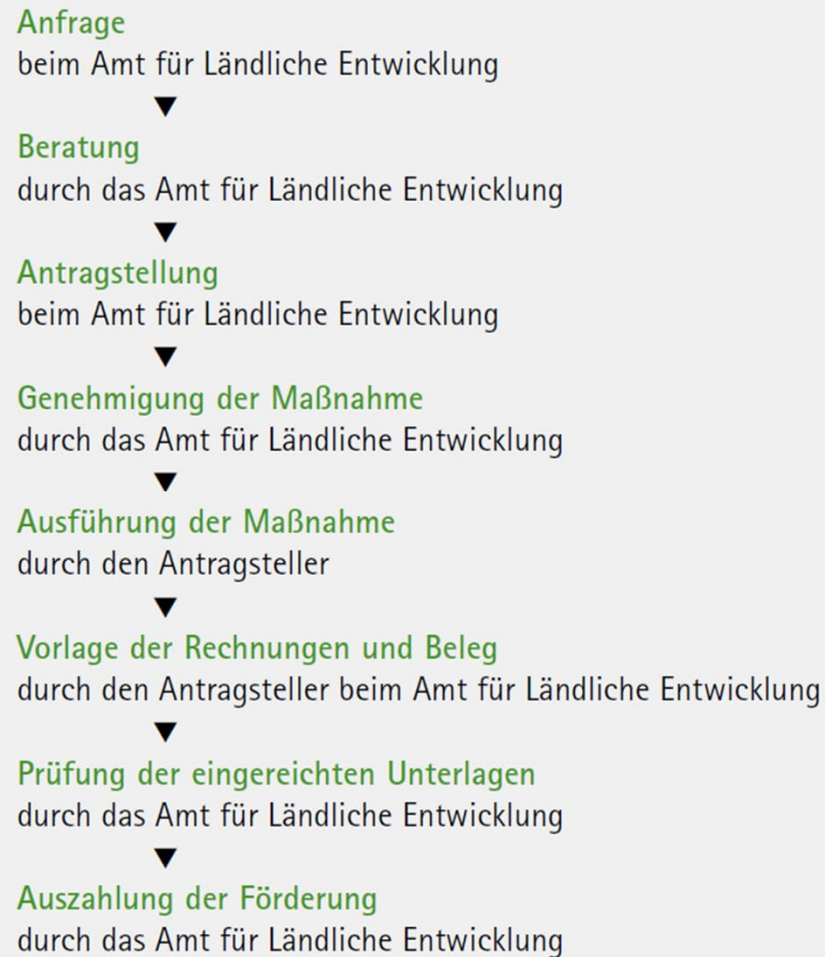 Anfrage
beim Amt für Ländliche Entwicklung
▼
Beratung
durch das Amt für Ländliche Entwicklung
▼
Antragstellung
beim Amt für Ländliche Entwicklung
▼
Genehmigung der Maßnahme
durch das Amt für Ländliche Entwicklung
▼
Ausführung der Maßnahme
durch den Antragsteller
▼
Vorlage der Rechnungen und Beleg
durch den Antragsteller beim Amt für Ländliche Entwicklung
▼
Prüfung der eingereichten Unterlagen
durch das Amt für Ländliche Entwicklung
▼
Auszahlung der Förderung
durch das Amt für Ländliche Entwicklung